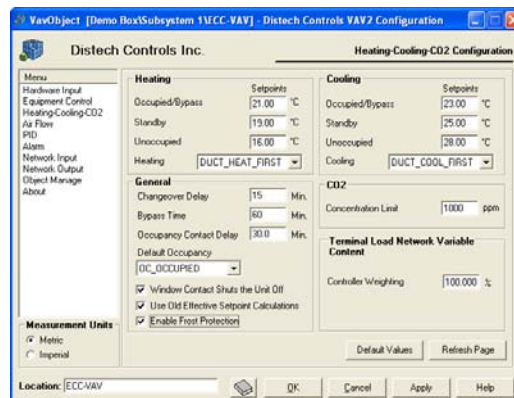 VavObject [Demo Box\Subsystem 1\ECC-VAV] - Distech Controls VAV2 Configuration
Distech Controls Inc.
Heating-Cooling-CO2 Configuration
Menu
Hardware Input
Equipment Control
Heating-Cooling-CO2
Air Flow
PID
Alarm
Network Input
Network Output
Object Manage
About
Measurement Units
Metric
Imperial
Heating
Setpoints
Occupied/Bypass 21.00 °C
Standby 19.00 °C
Unoccupied 16.00 °C
Heating DUCT_HEAT_FIRST
General
Changeover Delay 15 Min.
Bypass Time 60 Min.
Occupancy Contact Delay 30.0 Min.
Default Occupancy
OC_OCCUPIED
Window Contact Shuts the Unit Off
Use Old Effective Setpoint Calculations
Enable Frost Protection
Cooling
Setpoints
Occupied/Bypass 23.00 °C
Standby 25.00 °C
Unoccupied 28.00 °C
Cooling DUCT_COOL_FIRST
CO2
Concentration Limit 1000 ppm
Terminal Load Network Variable
Content
Controller Weighting 100.000 %
Default Values Refresh Page
Location: ECC-VAV
OK Cancel Apply Help